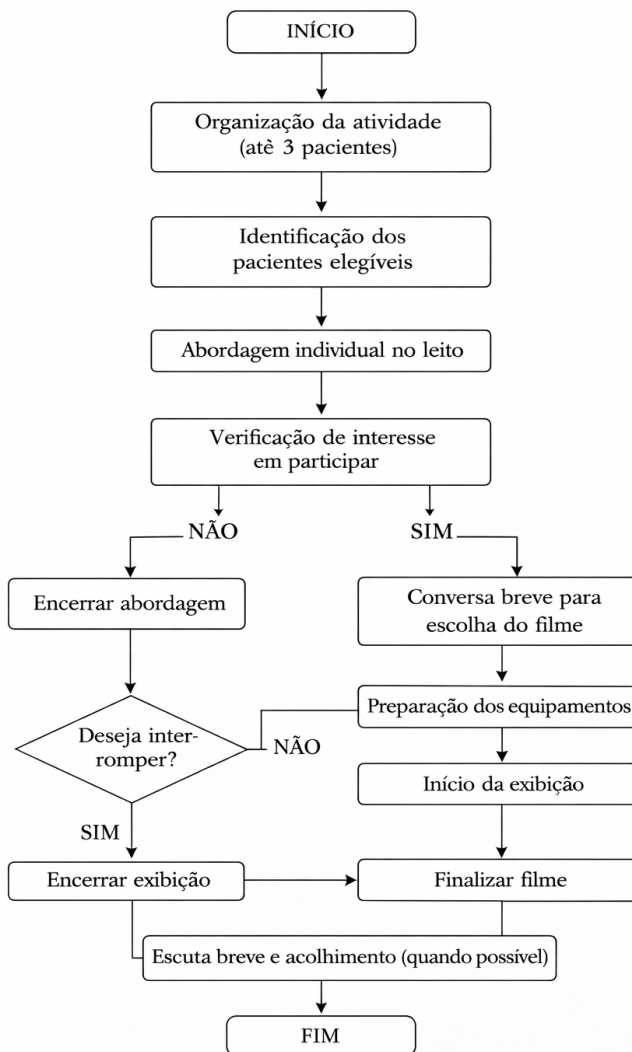 INÍCIO
Organização da atividade
(atè 3 pacientes)
Identificação dos
pacientes elegíveis
Abordagem individual no leito
Verificação de interesse
em participar
NÃO
SIM
Encerrar abordagem
Conversa breve para
escolha do filme
Preparação dos equipamentos
Deseja inter-
romper?
NÃO
Início da exibição
SIM
Encerrar exibição
Finalizar filme
Escuta breve e acolhimento (quando possível)
FIM